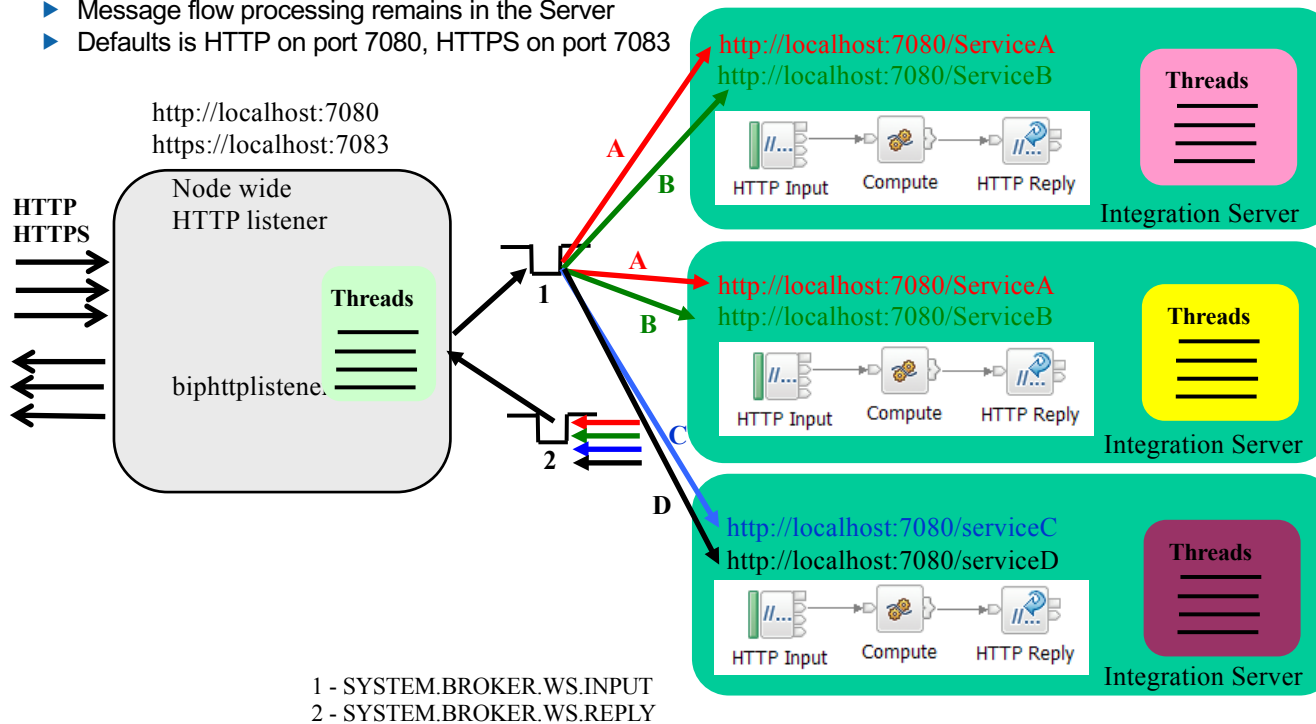 Message flow processing remains in the Server
Defaults is HTTP on port 7080, HTTPS on port 7083
http://localhost:7080
https://localhost:7083
Node wide
HTTP listener
HTTP
HTTPS
Threads
biphttplistener
1
2
A
B
A
B
C
D
http://localhost:7080/ServiceA
http://localhost:7080/ServiceB
Threads
//...
//...
HTTP Input
Compute
HTTP Reply
Integration Server
http://localhost:7080/ServiceA
http://localhost:7080/ServiceB
Threads
//...
//...
HTTP Input
Compute
HTTP Reply
Integration Server
http://localhost:7080/serviceC
http://localhost:7080/serviceD
Threads
//...
//...
HTTP Input
Compute
HTTP Reply
Integration Server
1 - SYSTEM.BROKER.WS.INPUT
2 - SYSTEM.BROKER.WS.REPLY